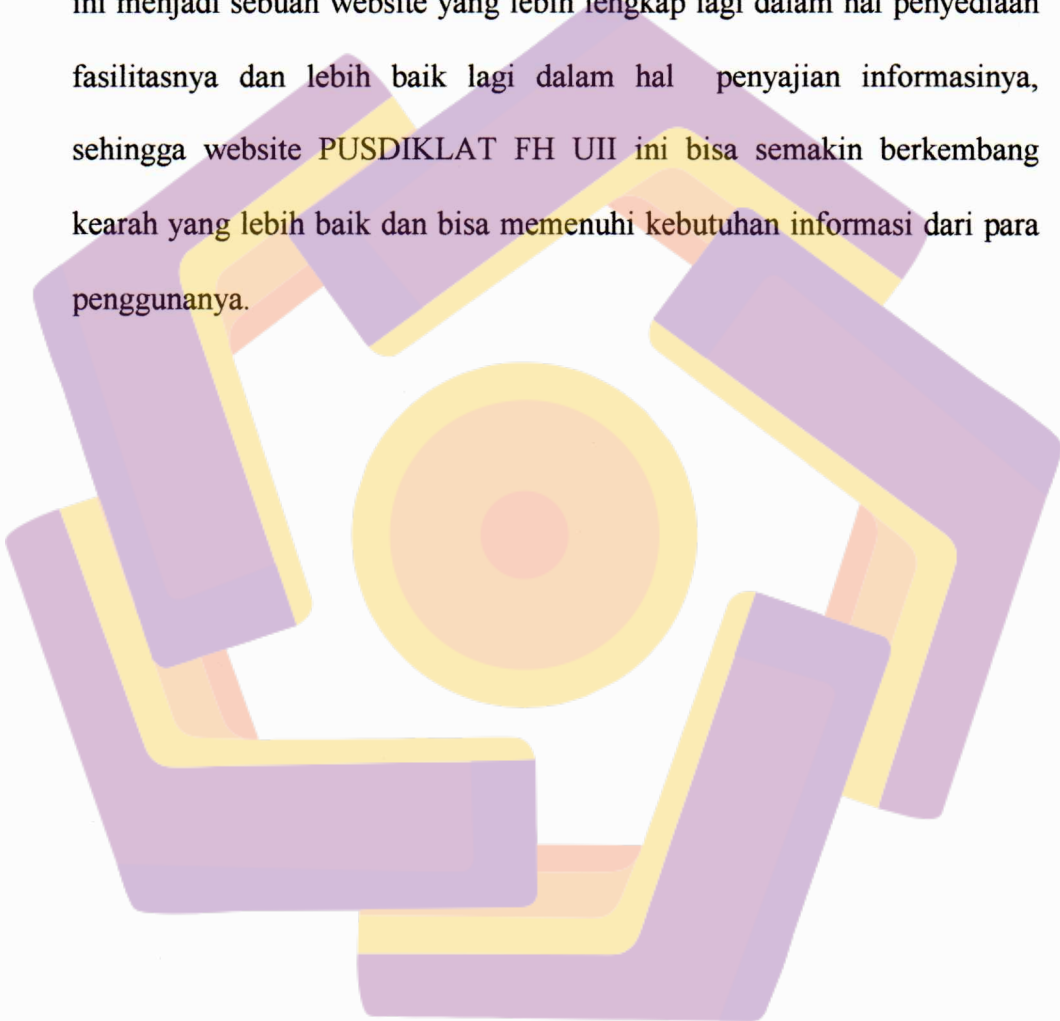 ini menjadi sebuah website yang lebih lengkap lagi dalam hal penyediaan
fasilitasnya dan lebih baik lagi dalam hal penyajian informasinya,
sehingga website PUSDIKLAT FH UII ini bisa semakin berkembang
kearah yang lebih baik dan bisa memenuhi kebutuhan informasi dari para
penggunanya.